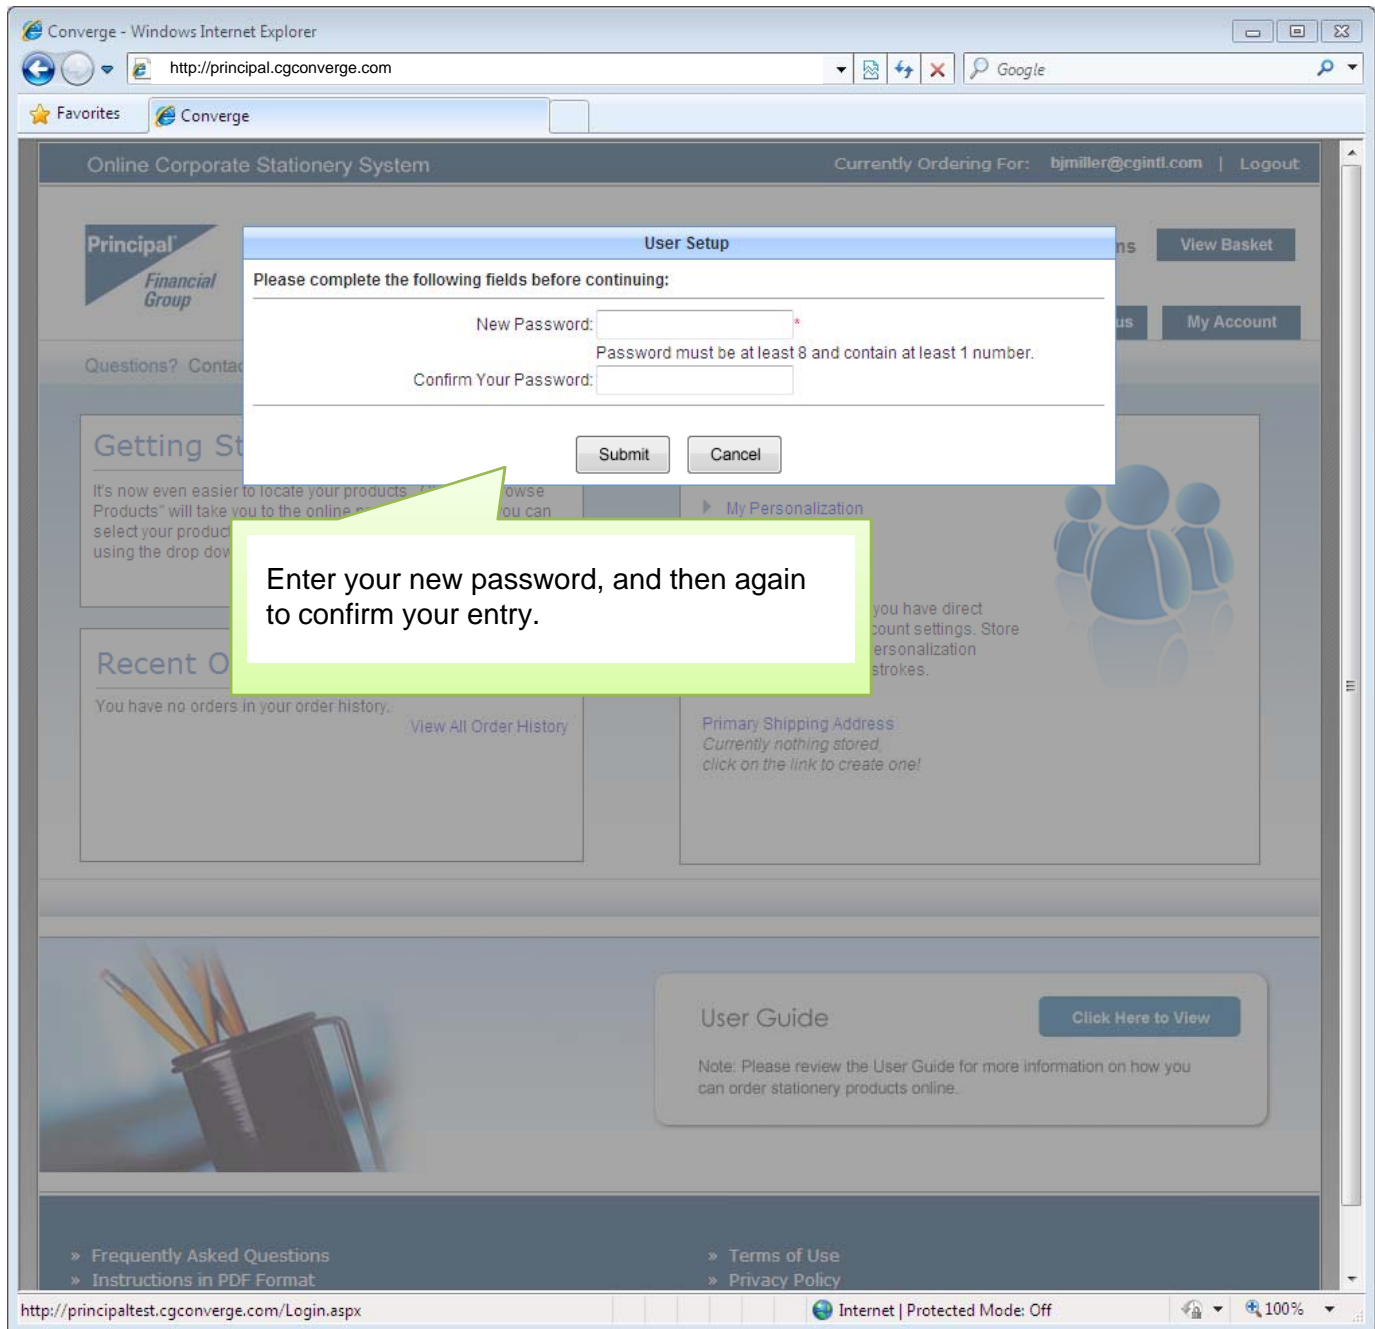 Converge - Windows Internet Explorer
http://principal.cgconverge.com
Google
Favorites
Converge
Online Corporate Stationery System
Currently Ordering For: bjmiller@cgintl.com | Logout
Principal
Financial
Group
ns
View Basket
us
My Account
Questions? Contac
User Setup
Please complete the following fields before continuing:
New Password: *
Password must be at least 8 and contain at least 1 number.
Confirm Your Password:
Submit
Cancel
Getting St
It's now even easier to locate your products
owse
Products" will take you to the online
ou can
select your product
using the drop dow
My Personalization
you have direct
count settings. Store
ersonalization
strokes.
Enter your new password, and then again
to confirm your entry.
Recent O
You have no orders in your order history.
View All Order History
Primary Shipping Address
Currently nothing stored,
click on the link to create one!
User Guide
Click Here to View
Note: Please review the User Guide for more information on how you
can order stationery products online.
» Frequently Asked Questions
» Instructions in PDF Format
» Terms of Use
» Privacy Policy
http://principaltest.cgconverge.com/Login.aspx
Internet | Protected Mode: Off
100%